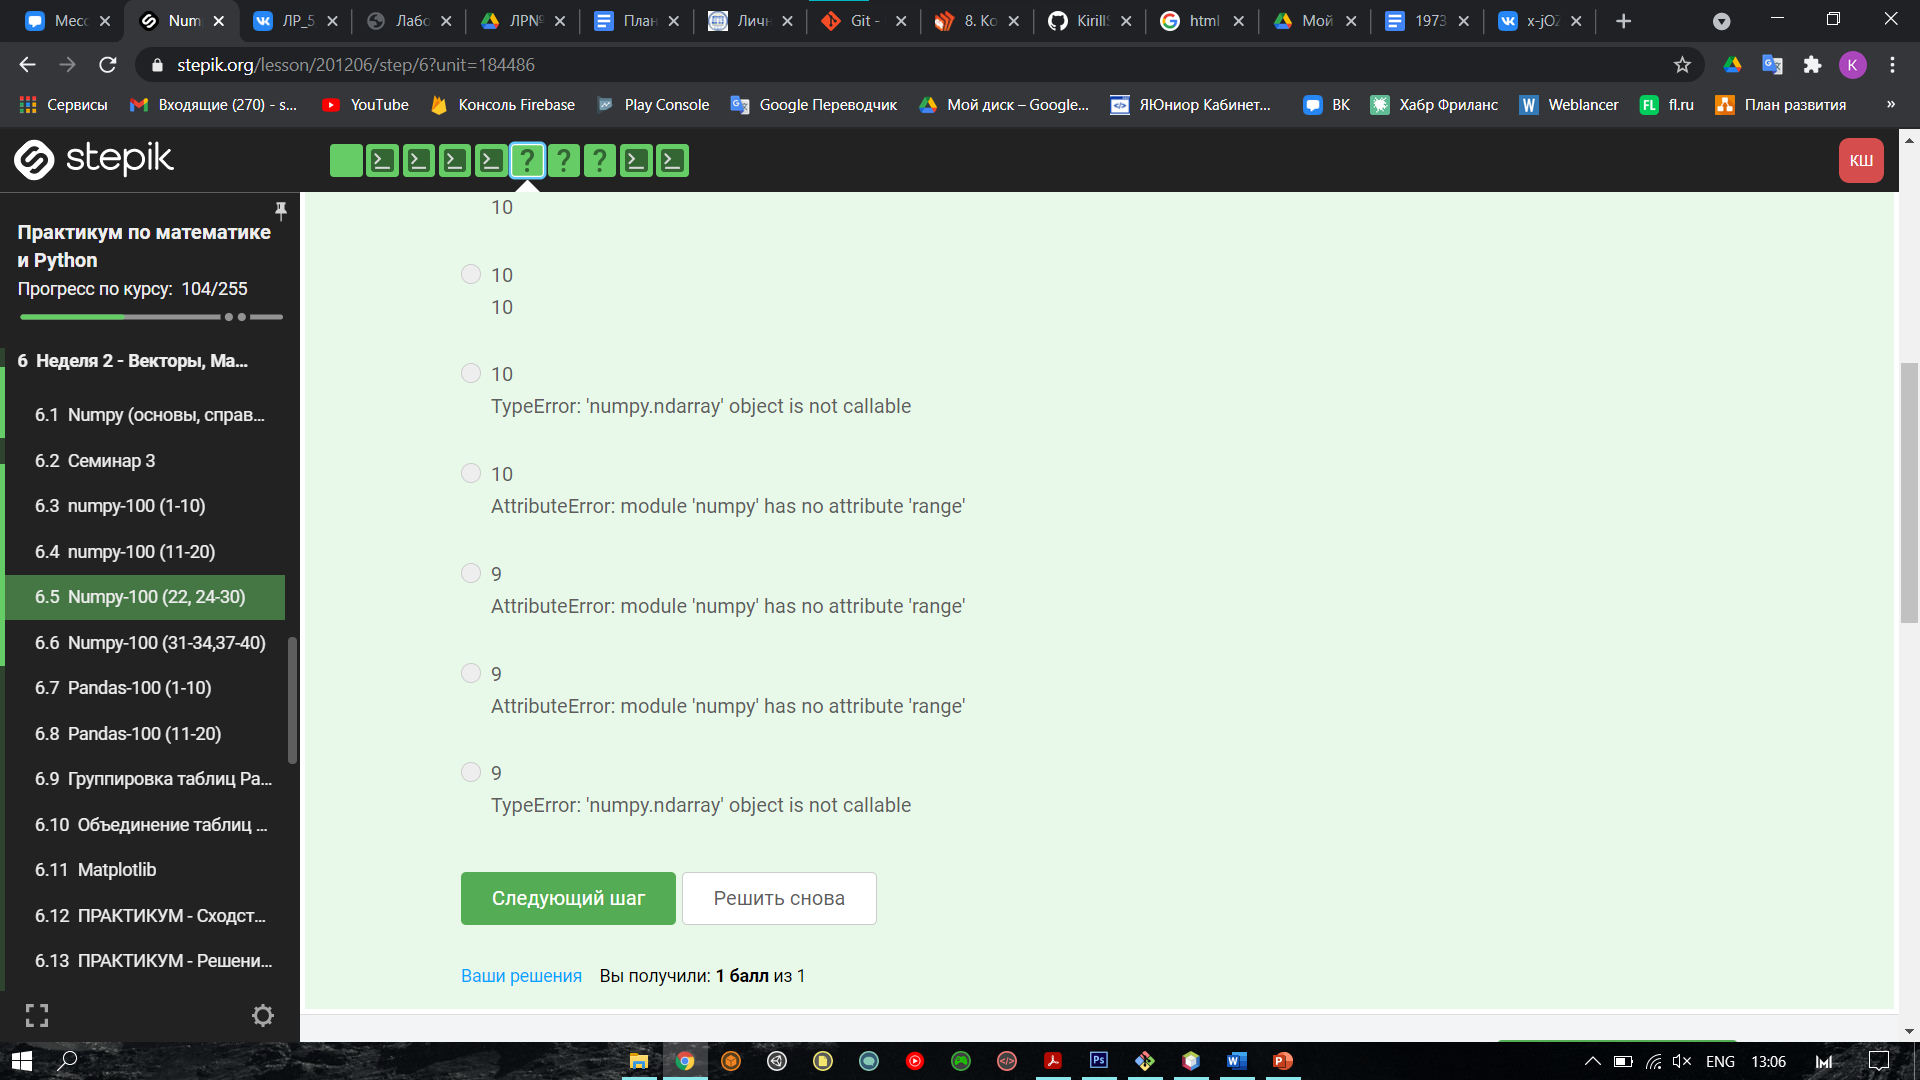 Месс
Nump
ЛР_5
Лабо
ЛР№
План
Личн
Git -
8. Ко
KirillS
html
Мой
1973
x-jOZ
stepik.org/lesson/201206/step/6?unit=184486
K
Сервисы
Входящие (270) - s...
YouTube
Консоль Firebase
Play Console
Google Переводчик
Мой диск – Google...
ЯЮниор Кабинет...
ВК
Хабр Фриланс
Weblancer
fl.ru
План развития
»
stepik
КШ
Практикум по математике
и Python
Прогресс по курсу: 104/255
6 Неделя 2 - Векторы, Ма...
6.1 Numpy (основы, справ...
6.2 Семинар 3
6.3 numpy-100 (1-10)
6.4 numpy-100 (11-20)
6.5 Numpy-100 (22, 24-30)
6.6 Numpy-100 (31-34,37-40)
6.7 Pandas-100 (1-10)
6.8 Pandas-100 (11-20)
6.9 Группировка таблиц Pa...
6.10 Объединение таблиц ...
6.11 Matplotlib
6.12 ПРАКТИКУМ - Сходст...
6.13 ПРАКТИКУМ - Решени...
10
10
10
10
TypeError: 'numpy.ndarray' object is not callable
10
AttributeError: module 'numpy' has no attribute 'range'
9
AttributeError: module 'numpy' has no attribute 'range'
9
AttributeError: module 'numpy' has no attribute 'range'
9
TypeError: 'numpy.ndarray' object is not callable
Следующий шаг
Решить снова
Ваши решения Вы получили: 1 балл из 1
ENG
13:06